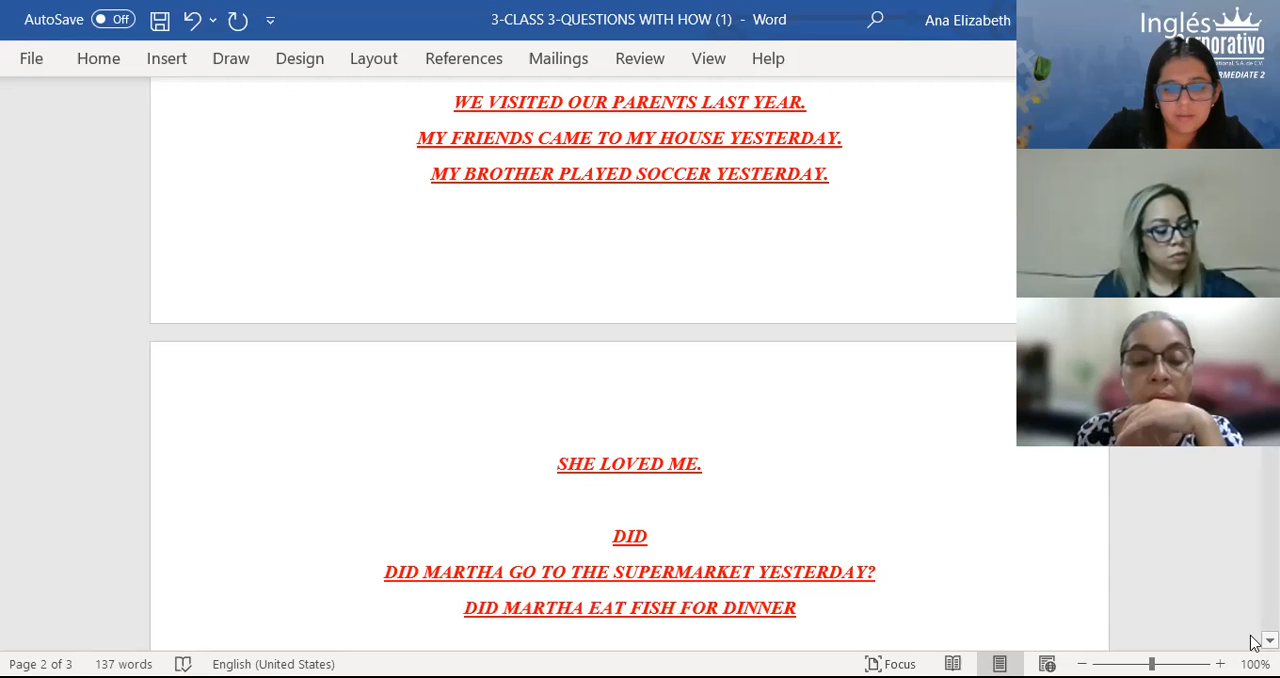 AutoSave Off 3-CLASS 3-QUESTIONS WITH HOW (1) - Word Ana Elizabeth
File Home Insert Draw Design Layout References Mailings Review View Help
Inglés
Corporativo
WE VISITED OUR PARENTS LAST YEAR.
MY FRIENDS CAME TO MY HOUSE YESTERDAY.
MY BROTHER PLAYED SOCCER YESTERDAY.
SHE LOVED ME.
DID
DID MARTHA GO TO THE SUPERMARKET YESTERDAY?
DID MARTHA EAT FISH FOR DINNER
Page 2 of 3 137 words English (United States) Focus 100%